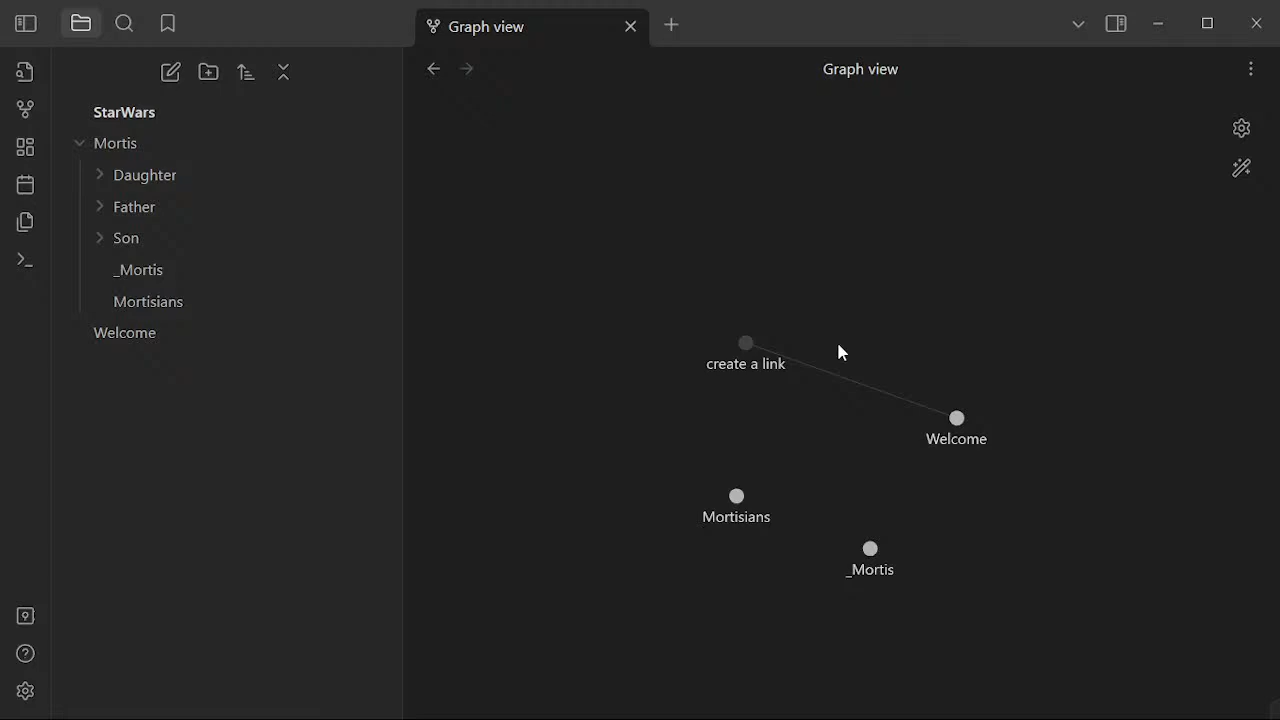 Graph view
Graph view
StarWars
Mortis
Daughter
Father
Son
_Mortis
Mortisians
Welcome
create a link
Welcome
Mortisians
_Mortis